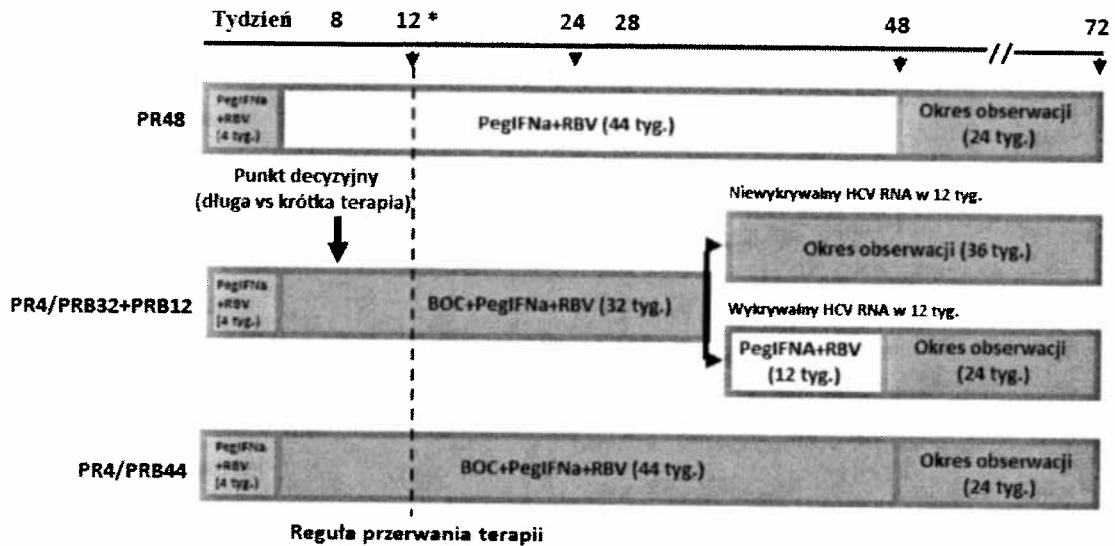 Tydzień 8 12 * 24 28 48 72
PR48
PegIFNa
+RBV
(4 tyg.)
PegIFNa+RBV (44 tyg.)
Okres obserwacji
(24 tyg.)
Punkt decyzyjny
(długa vs krótka terapia)
Niewykrywalny HCV RNA w 12 tyg.
Okres obserwacji (36 tyg.)
PR4/PRB32+PRB12
PegIFNa
+RBV
(4 tyg.)
BOC+PegIFNa+RBV (32 tyg.)
Wykrywalny HCV RNA w 12 tyg.
PegIFNA+RBV
(12 tyg.)
Okres obserwacji
(24 tyg.)
PR4/PRB44
PegIFNa
+RBV
(4 tyg.)
BOC+PegIFNa+RBV (44 tyg.)
Okres obserwacji
(24 tyg.)
Reguła przerwania terapii